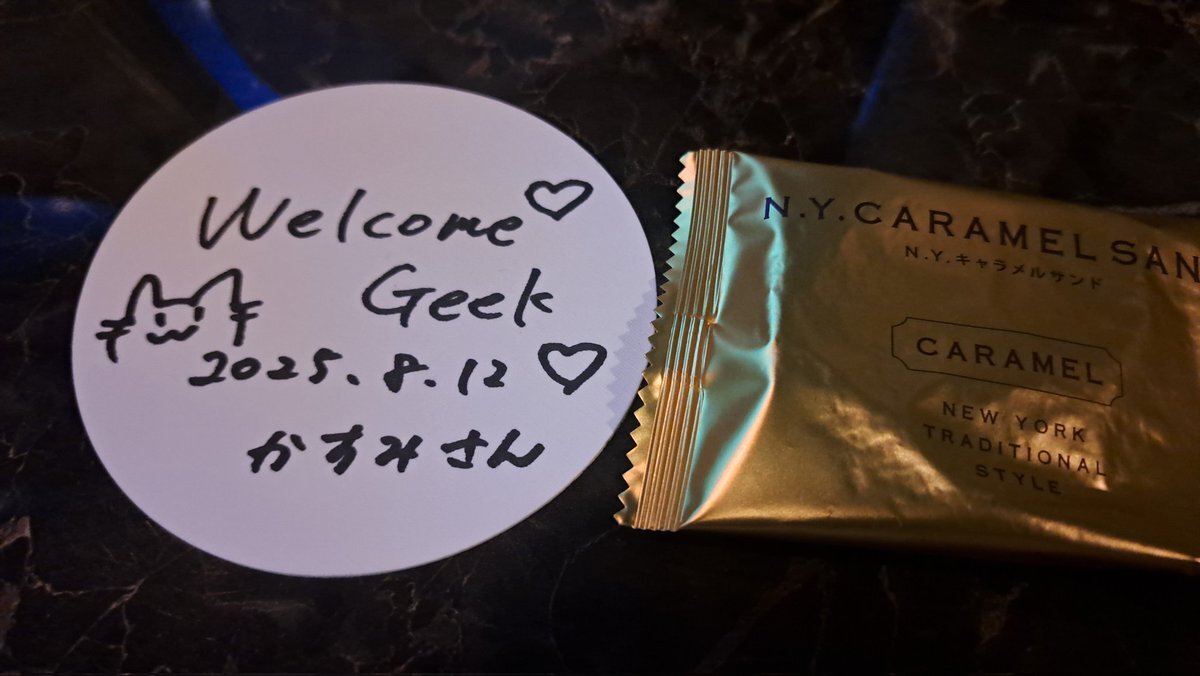 Welcome♡
Geek
2025.8.12♡
かすみさん
N.Y.CARAMEL SAN
N.Y.キャラメルサンド
CARAMEL
NEW YORK
TRADITIONAL
STYLE